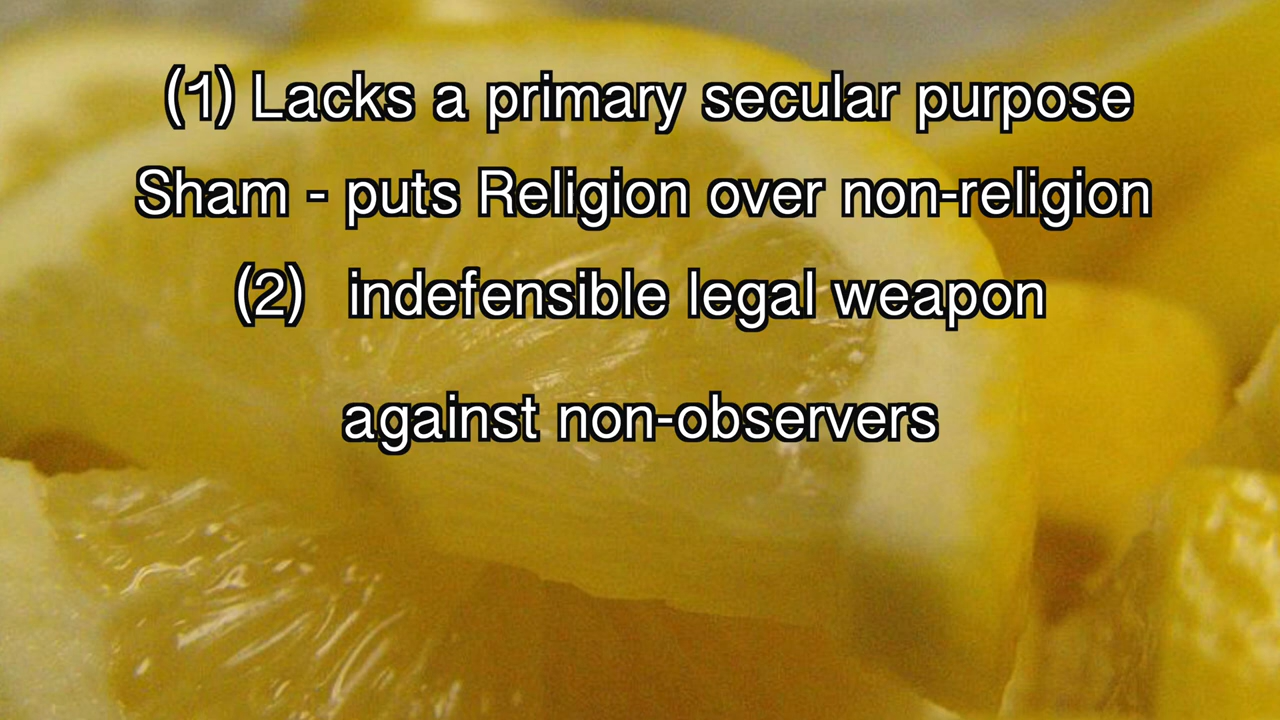 (1) Lacks a primary secular purpose
Sham - puts Religion over non-religion
(2) indefensible legal weapon
against non-observers